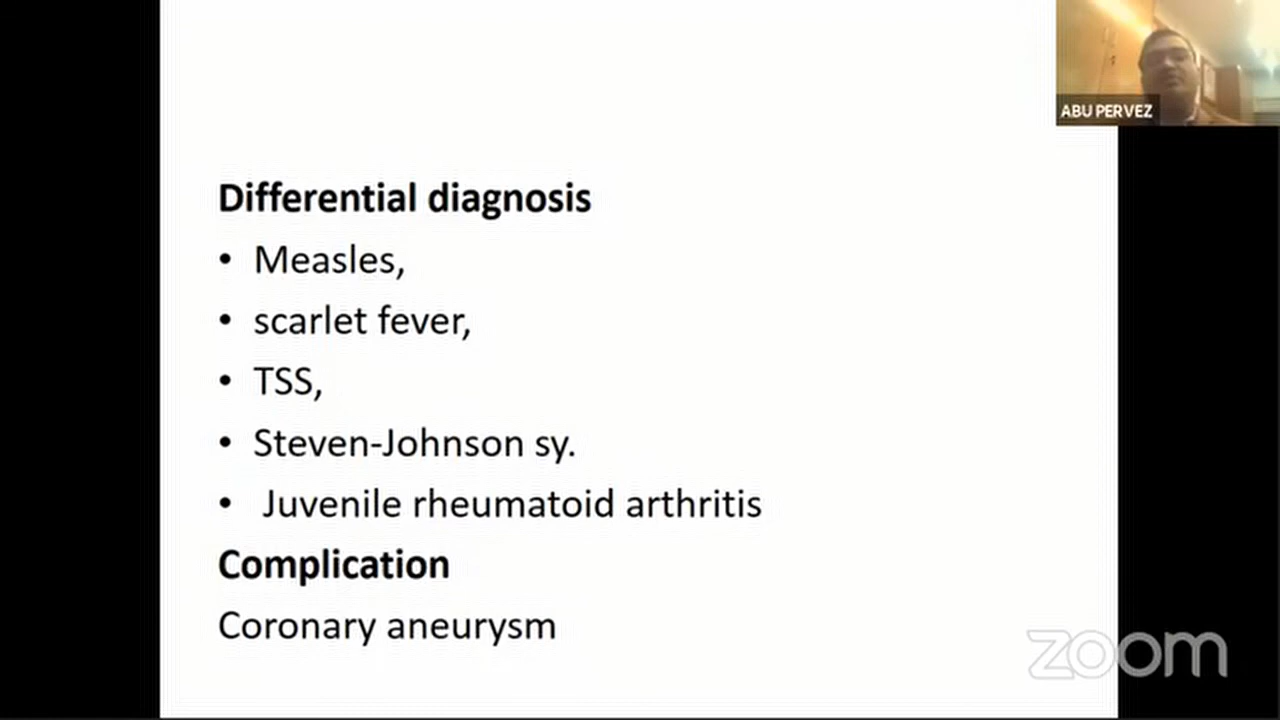 ABU PERVEZ
Differential diagnosis
• Measles,
• scarlet fever,
• TSS,
• Steven-Johnson sy.
• Juvenile rheumatoid arthritis
Complication
Coronary aneurysm
zoom